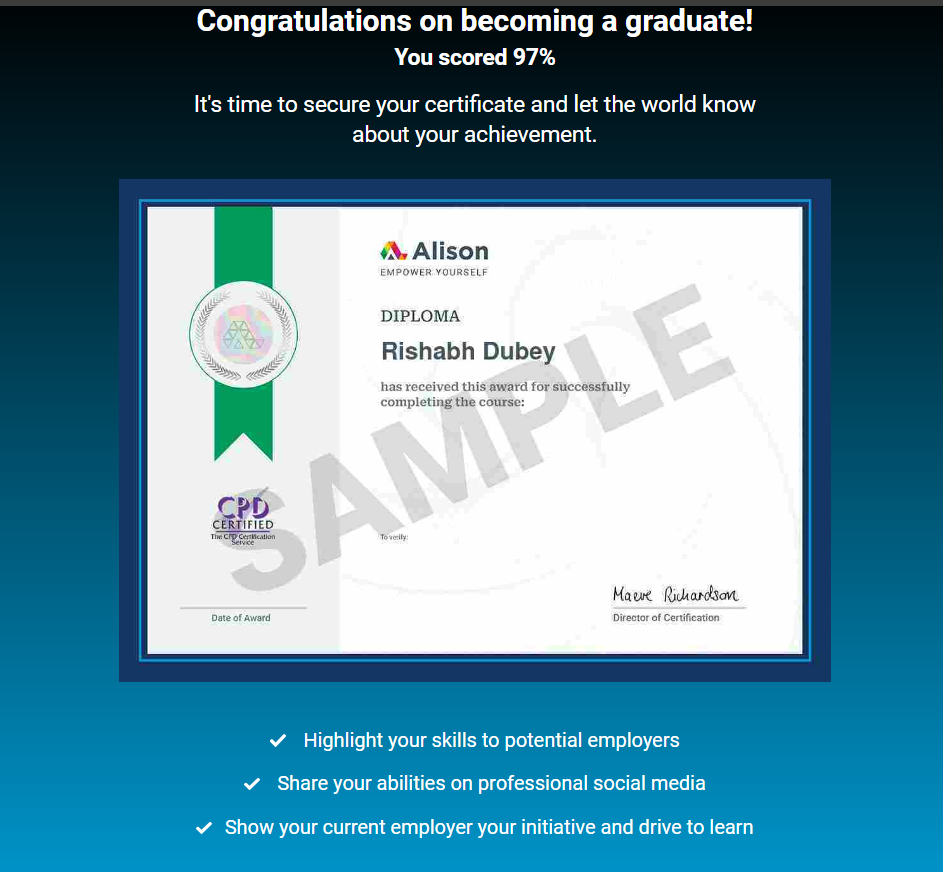 Congratulations on becoming a graduate!
You scored 97%
It's time to secure your certificate and let the world know
about your achievement.
Alison
EMPOWER YOURSELF
DIPLOMA
Rishabh Dubey
has received this award for successfully
completing the course:
SAMPLE
CPD
CERTIFIED
The CPD Certification
Service
To verify:
Maeve Richardson
Date of Award
Director of Certification
Highlight your skills to potential employers
Share your abilities on professional social media
Show your current employer your initiative and drive to learn